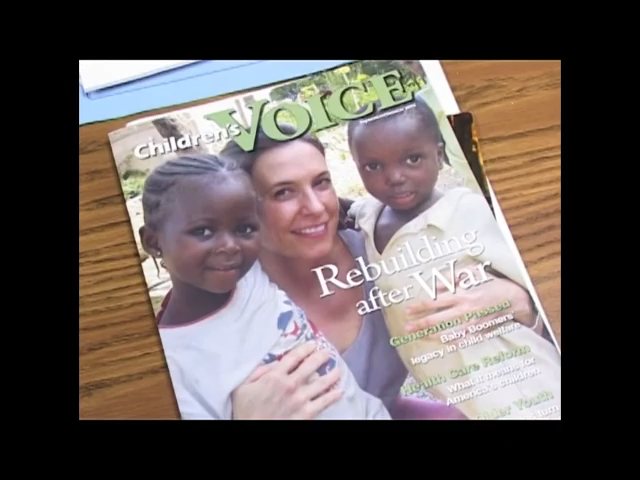 Children's VOICE
Rebuilding
after War
Generation Passed
Baby Boomers'
legacy in child welfare
Health Care Reform
What it means for
America's children
Older Youth